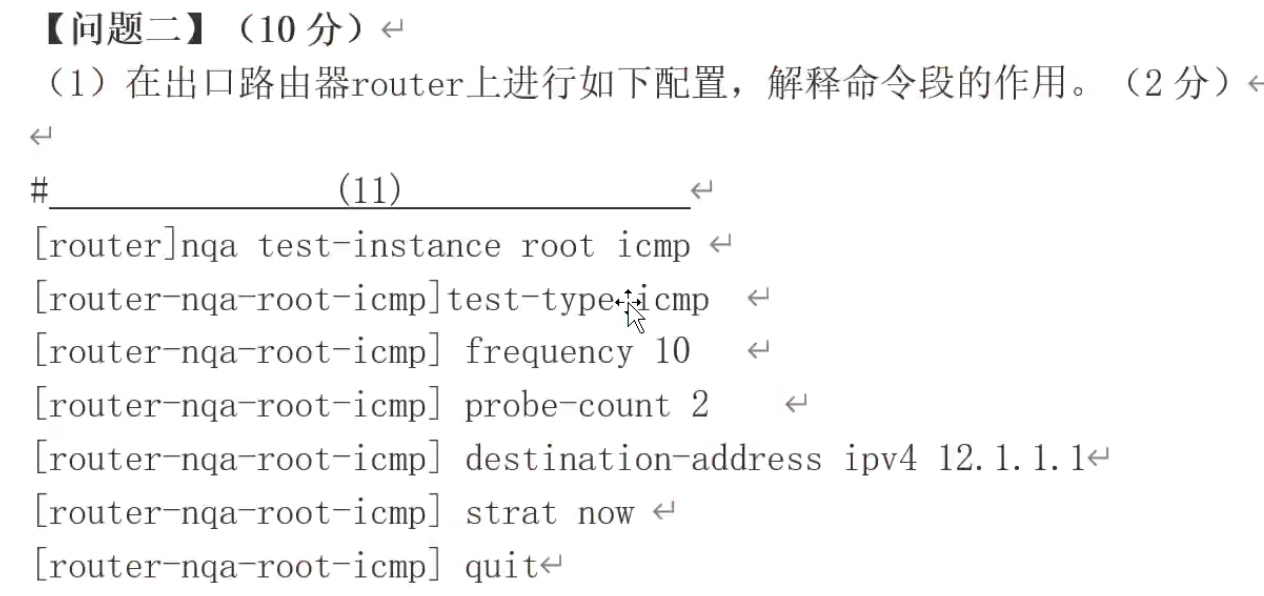 【问题二】（10 分）
（1）在出口路由器router上进行如下配置，解释命令段的作用。（2 分）
#(11)
[router]nqa test-instance root icmp
[router-nqa-root-icmp]test-type icmp
[router-nqa-root-icmp] frequency 10
[router-nqa-root-icmp] probe-count 2
[router-nqa-root-icmp] destination-address ipv4 12.1.1.1
[router-nqa-root-icmp] strat now
[router-nqa-root-icmp] quit